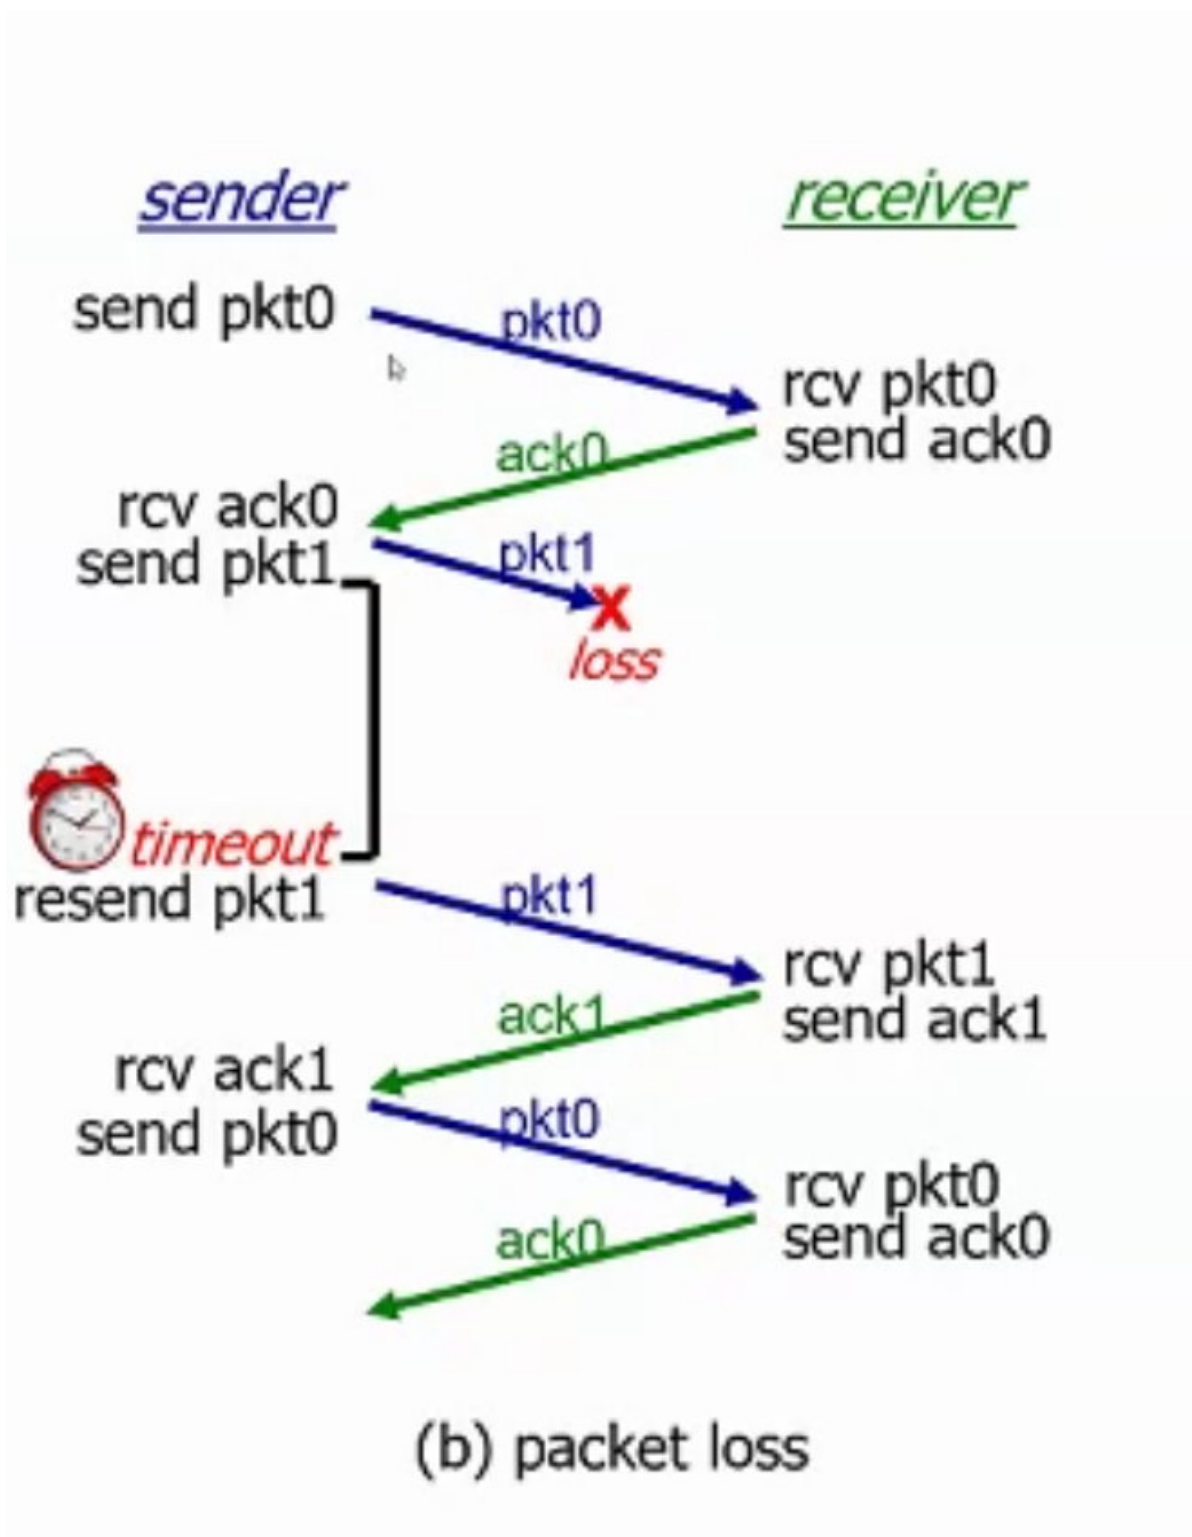 sender
receiver
send pkt0
pkt0
rcv pkt0
send ack0
ack0
rcv ack0
send pkt1
pkt1
X
loss
timeout
resend pkt1
pkt1
rcv pkt1
send ack1
ack1
rcv ack1
send pkt0
pkt0
rcv pkt0
send ack0
ack0
(b) packet loss